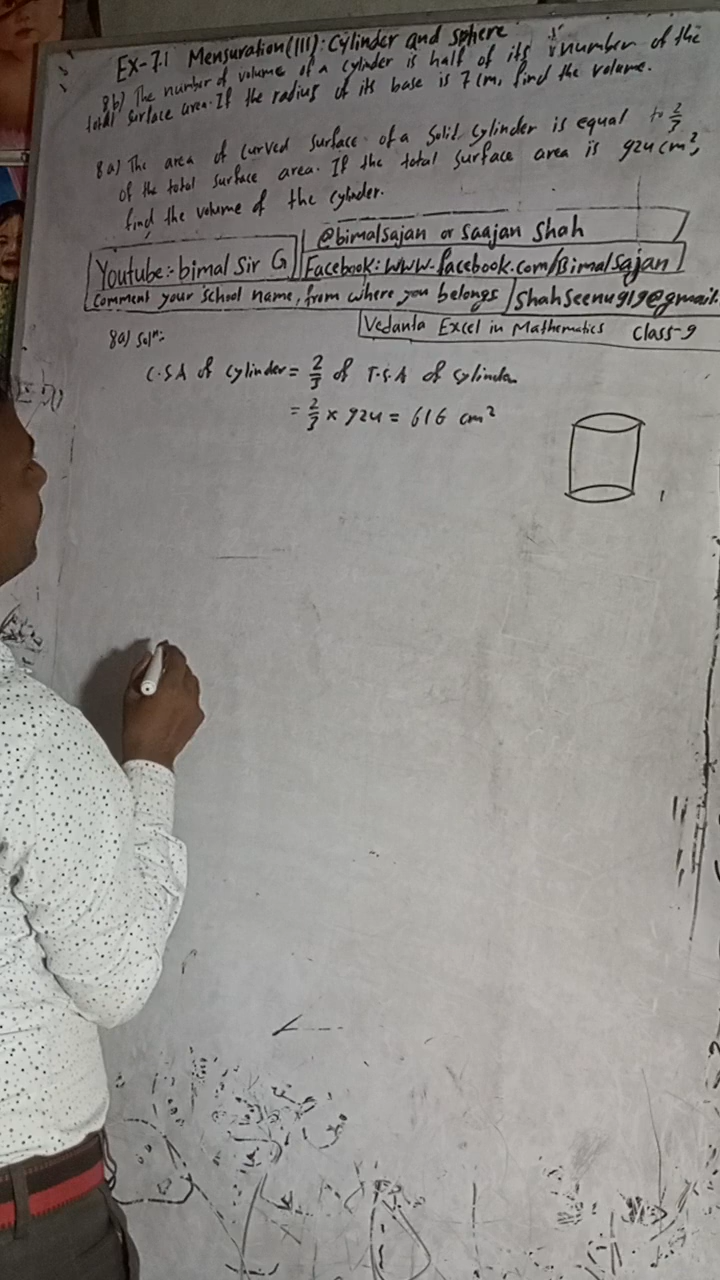 Ex-7.1 Mensuration(III): Cylinder and sphere
8b) The number of volume of a cylinder is half of its number of the
total surface area. If the radius of its base is 7 cm, find the volume.
8a) The area of curved surface of a solid cylinder is equal to 2/3
of the total surface area. If the total surface area is 924 cm²,
find the volume of the cylinder.
@bimalsajan or Saajan Shah
Youtube:- bimal Sir G
Facebook: www.facebook.com/Bimalsajan
Comment your school name, from where you belongs
Shahseenu919@gmail.
Vedanta Excel in Mathematics Class-9
8a) Solⁿ:
C.S.A of cylinder = 2/3 of T.S.A of cylinder
= 2/3 × 924 = 616 cm²